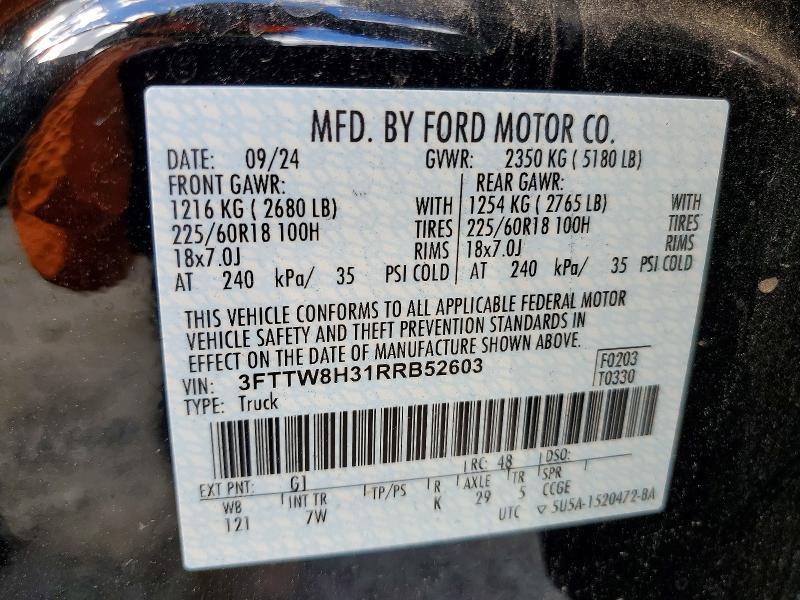 MFD. BY FORD MOTOR CO.
DATE: 09/24 GVWR: 2350 KG ( 5180 LB)
FRONT GAWR: REAR GAWR:
1216 KG ( 2680 LB) WITH 1254 KG ( 2765 LB) WITH
225/60R18 100H TIRES 225/60R18 100H TIRES
18x7.0J RIMS 18x7.0J RIMS
AT 240 kPa/ 35 PSI COLD AT 240 kPa/ 35 PSI COLD
THIS VEHICLE CONFORMS TO ALL APPLICABLE FEDERAL MOTOR
VEHICLE SAFETY AND THEFT PREVENTION STANDARDS IN
EFFECT ON THE DATE OF MANUFACTURE SHOWN ABOVE.
VIN: 3FTTW8H31RRB52603 F0203
TYPE: Truck T0330
EXT PNT: G1 RC: 48 DSO:
WB INT TR TP/PS R AXLE TR SPR
121 7W K 29 5 CCGE
UTC ▽ 5U5A-1520472-BA